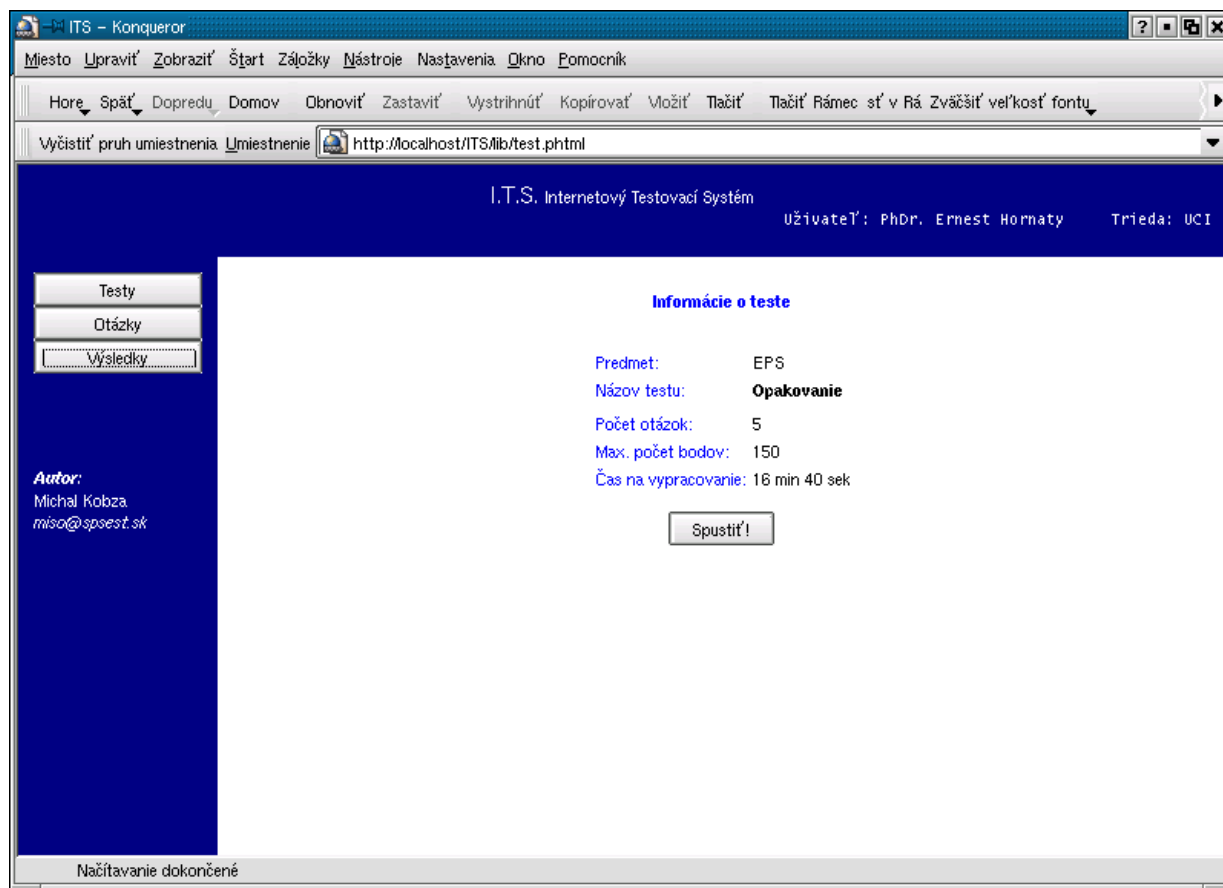 ITS – Konqueror
Miesto Upraviť Zobraziť Štart Záložky Nástroje Nastavenia Okno Pomocník
Hore Späť Dopredu Domov Obnoviť Zastaviť Vystrihnúť Kopírovať Vložiť Tlačiť Tlačiť Rámec sť v Rá Zväčšiť veľkosť fontu
Vyčistiť pruh umiestnenia Umiestnenie http://localhost/ITS/lib/test.phtml
I.T.S. Internetový Testovací Systém
Užívateľ: PhDr. Ernest Hornaty Trieda: UCI
Testy
Otázky
Výsledky
Autor:
Michal Kobza
miso@spsest.sk
Informácie o teste
Predmet: EPS
Názov testu: Opakovanie
Počet otázok: 5
Max. počet bodov: 150
Čas na vypracovanie: 16 min 40 sek
Spustiť!
Načítavanie dokončené